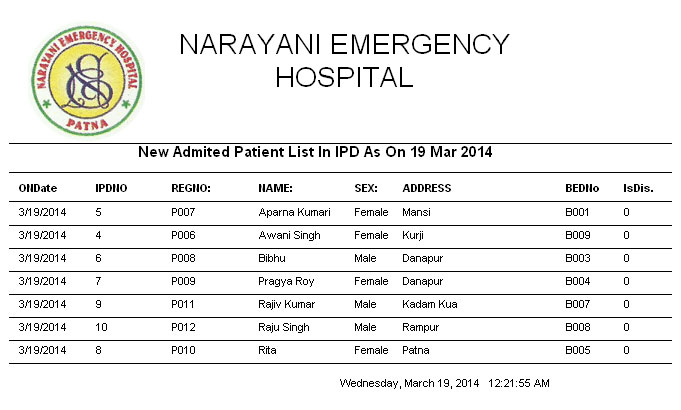 NARAYANI EMERGENCY HOSPITAL
PATNA
NARAYANI EMERGENCY
HOSPITAL
New Admited Patient List In IPD As On 19 Mar 2014
ONDate IPDNO REGNO: NAME: SEX: ADDRESS BEDNo IsDis.
3/19/2014 5 P007 Aparna Kumari Female Mansi B001 0
3/19/2014 4 P006 Awani Singh Female Kurji B009 0
3/19/2014 6 P008 Bibhu Male Danapur B003 0
3/19/2014 7 P009 Pragya Roy Female Danapur B004 0
3/19/2014 9 P011 Rajiv Kumar Male Kadam Kua B007 0
3/19/2014 10 P012 Raju Singh Male Rampur B008 0
3/19/2014 8 P010 Rita Female Patna B005 0
Wednesday, March 19, 2014 12:21:55 AM